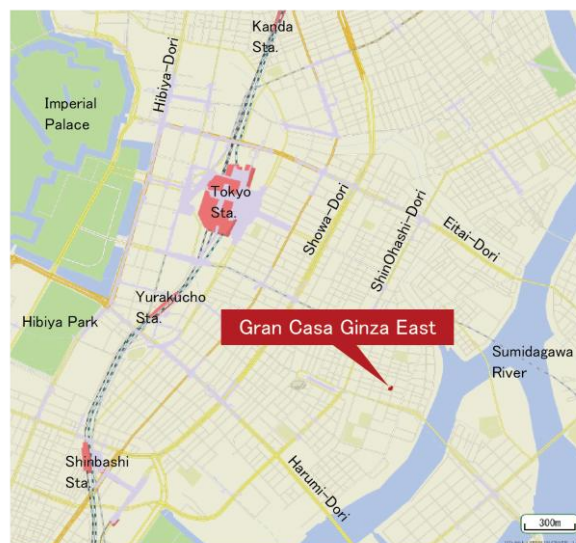 Kanda
Sta.
Hibiya-Dori
Imperial
Palace
Tokyo
Sta.
Showa-Dori
ShinOhashi-Dori
Eitai-Dori
Yurakucho
Sta.
Hibiya Park
Gran Casa Ginza East
Sumidagawa
River
Shinbashi
Sta.
Harumi-Dori
300m